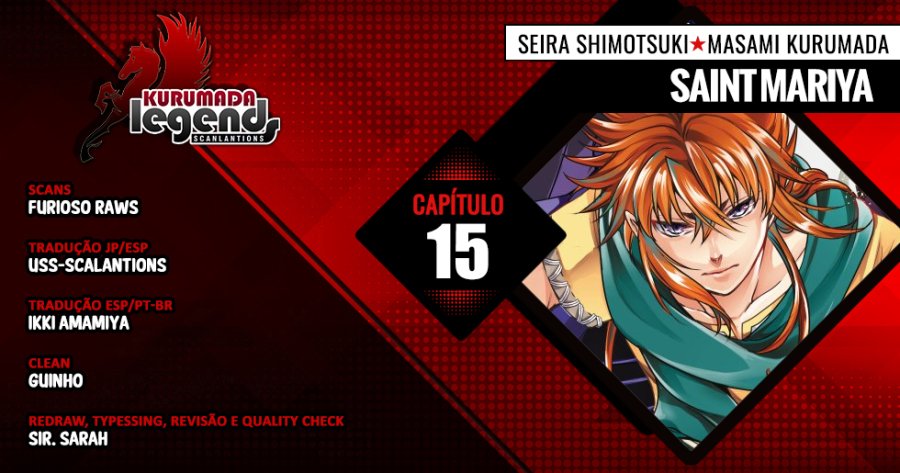 KURUMADA
legends
SCANLANTIONS
SEIRA SHIMOTSUKI★MASAMI KURUMADA
SAINT MARIYA
CAPÍTULO
15
SCANS
FURIOSO RAWS
TRADUÇÃO JP/ESP
USS-SCALANTIONS
TRADUÇÃO ESP/PT-BR
IKKI AMAMIYA
CLEAN
GUINHO
REDRAW, TYPESSING, REVISÃO E QUALITY CHECK
SIR. SARAH